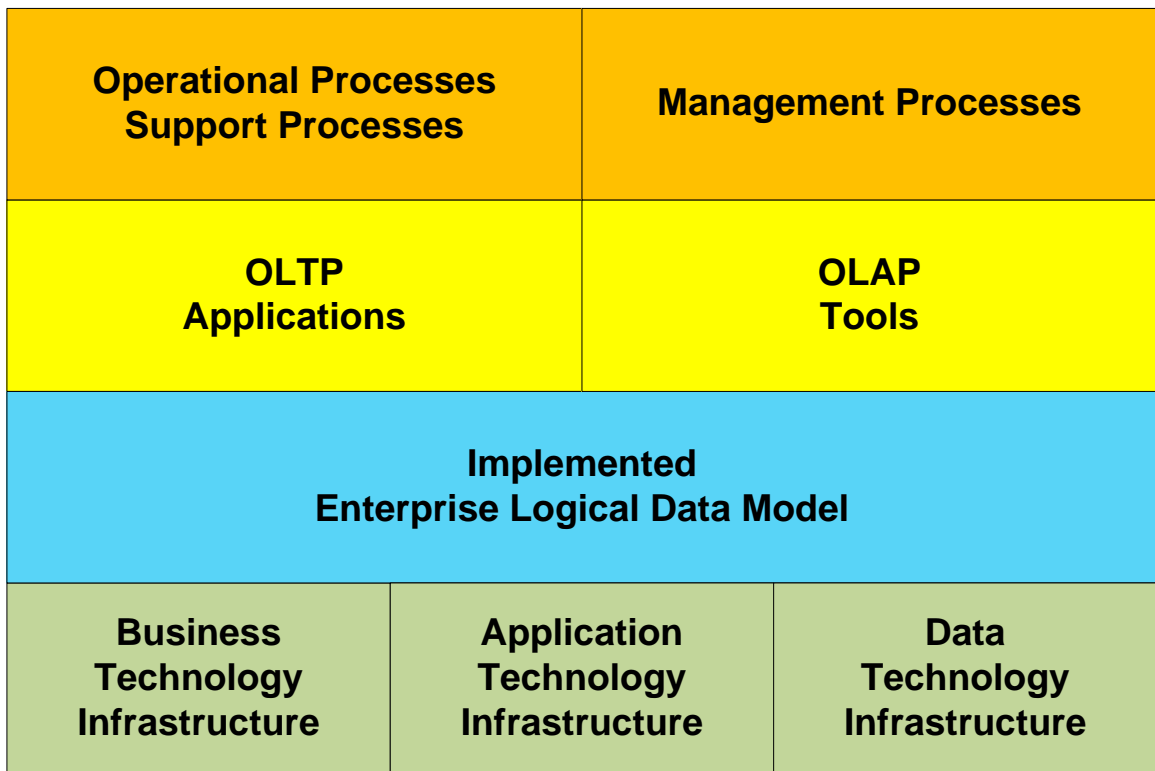 Operational Processes
Support Processes
Management Processes
OLTP
Applications
OLAP
Tools
Implemented
Enterprise Logical Data Model
Business
Technology
Infrastructure
Application
Technology
Infrastructure
Data
Technology
Infrastructure